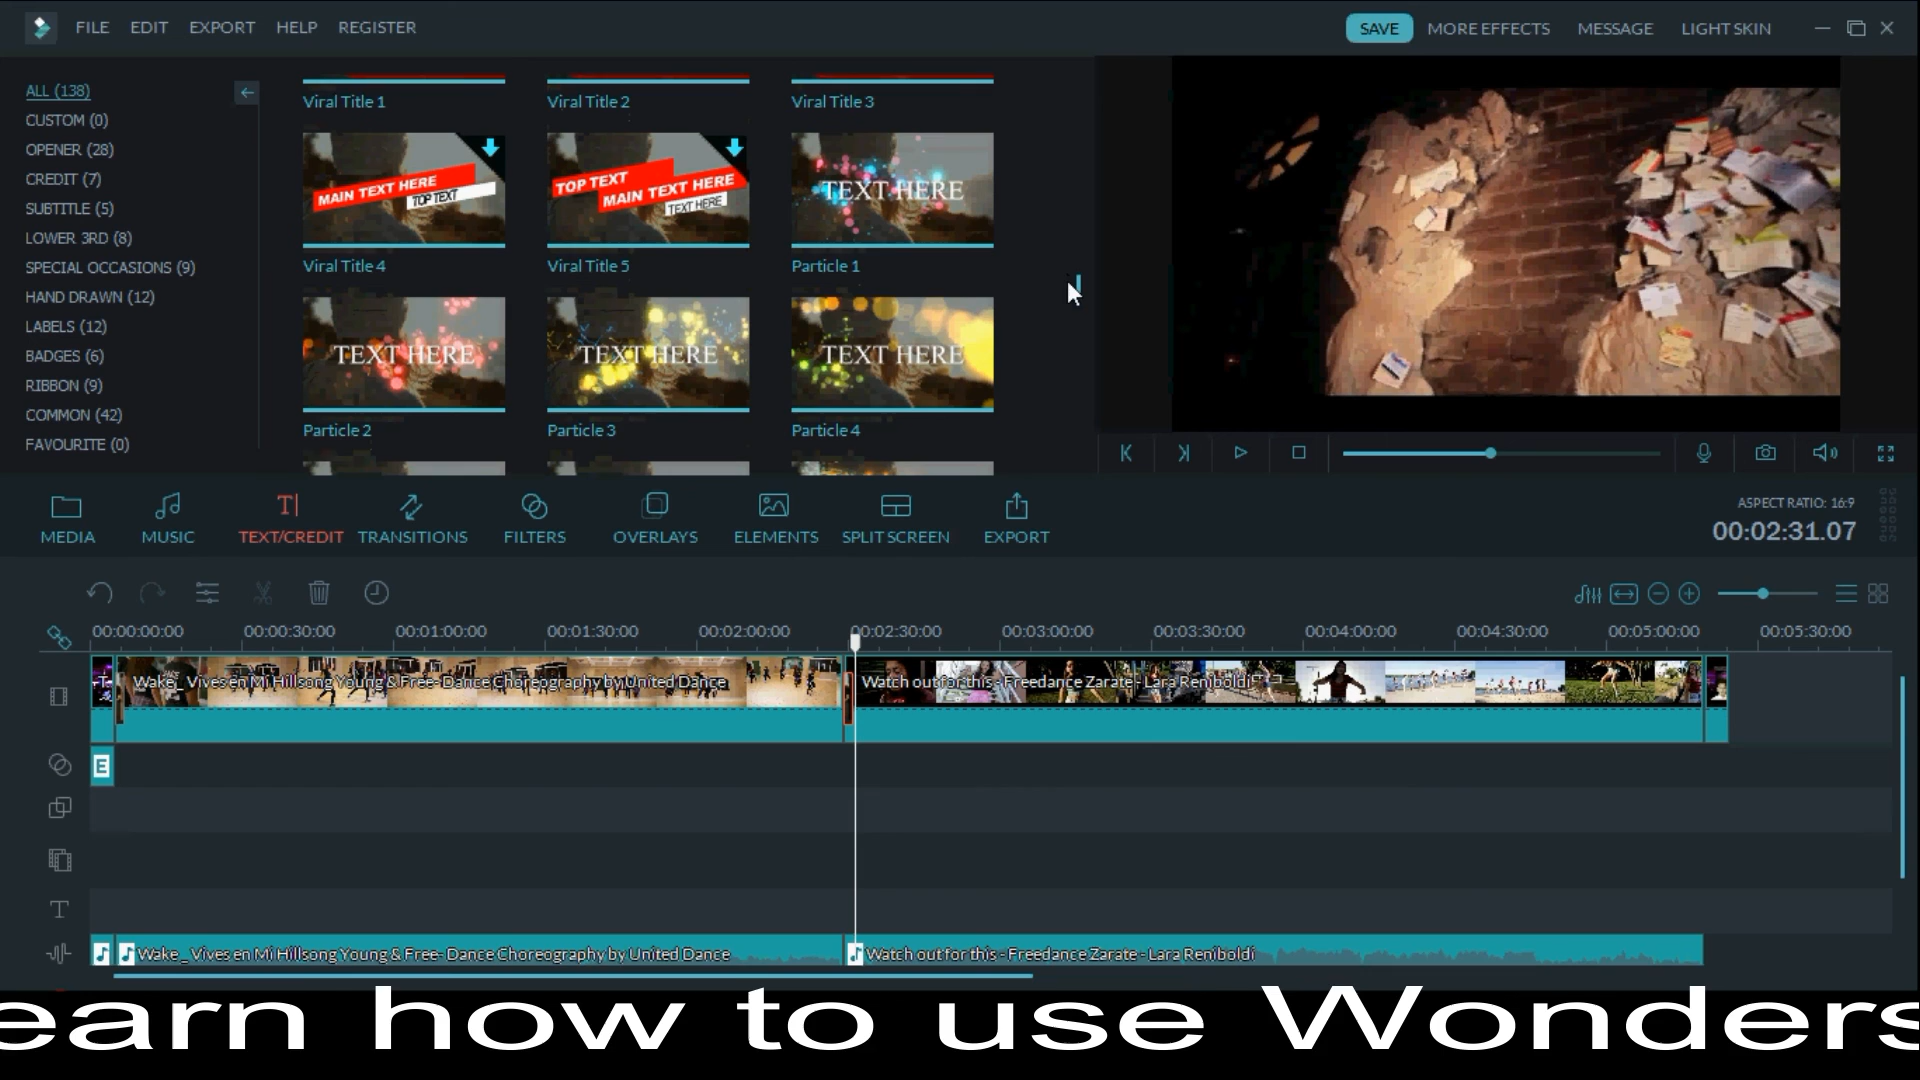 FILE EDIT EXPORT HELP REGISTER SAVE MORE EFFECTS MESSAGE LIGHT SKIN
ALL (138)
CUSTOM (0)
OPENER (28)
CREDIT (7)
SUBTITLE (5)
LOWER 3RD (8)
SPECIAL OCCASIONS (9)
HAND DRAWN (12)
LABELS (12)
BADGES (6)
RIBBON (9)
COMMON (42)
FAVOURITE (0)
Viral Title 1 Viral Title 2 Viral Title 3
MAIN TEXT HERE
TOP TEXT
TOP TEXT
MAIN TEXT HERE
TEXT HERE
TEXT HERE
Viral Title 4 Viral Title 5 Particle 1
TEXT HERE TEXT HERE TEXT HERE
Particle 2 Particle 3 Particle 4
MEDIA MUSIC TEXT/CREDIT TRANSITIONS FILTERS OVERLAYS ELEMENTS SPLIT SCREEN EXPORT
ASPECT RATIO: 16:9
00:02:31.07
00:00:00:00 00:00:30:00 00:01:00:00 00:01:30:00 00:02:00:00 00:02:30:00 00:03:00:00 00:03:30:00 00:04:00:00 00:04:30:00 00:05:00:00 00:05:30:00
Wake_ Vives en Mi Hillsong Young & Free- Dance Choreography by United Dance Watch out for this - Freedance Zarate - Lara Reniboldi
E
T
Wake_ Vives en Mi Hillsong Young & Free- Dance Choreography by United Dance Watch out for this - Freedance Zarate - Lara Reniboldi
earn how to use Wonders